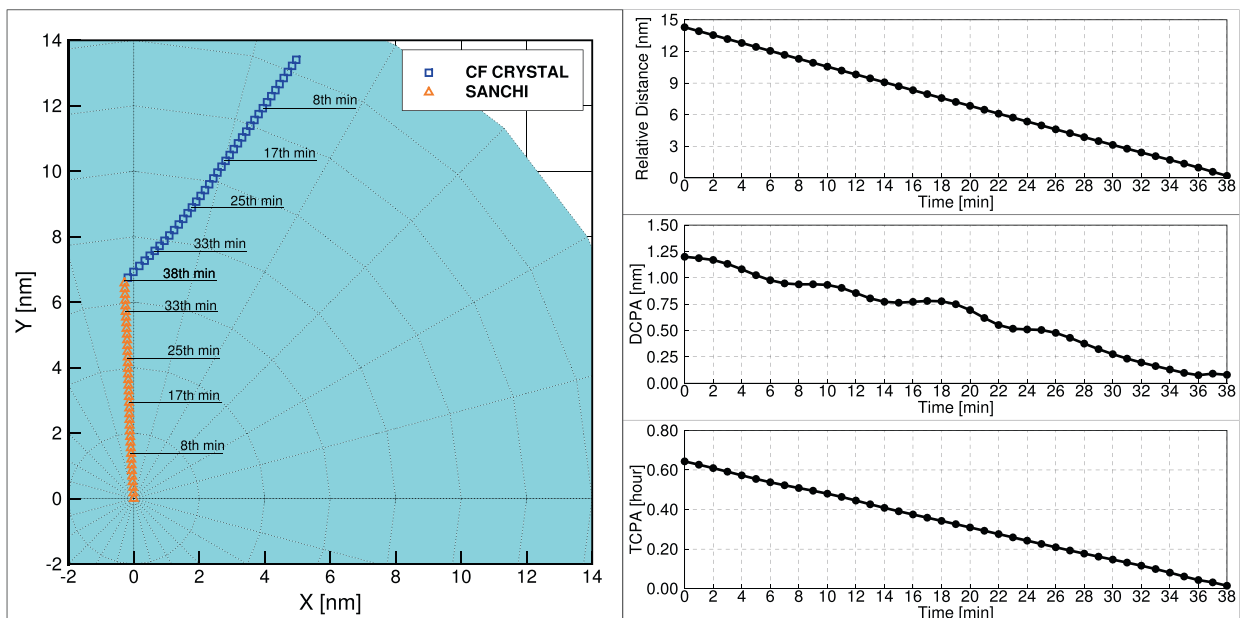 CF CRYSTAL
SANCHI
8th min
17th min
25th min
33th min
38th min
33th min
25th min
17th min
8th min
14
12
10
8
6
4
2
0
-2
Y [nm]
-2 0 2 4 6 8 10 12 14
X [nm]
15
12
9
6
3
0
Relative Distance [nm]
0 2 4 6 8 10 12 14 16 18 20 22 24 26 28 30 32 34 36 38
Time [min]
1.50
1.25
1.00
0.75
0.50
0.25
0.00
DCPA [nm]
0 2 4 6 8 10 12 14 16 18 20 22 24 26 28 30 32 34 36 38
Time [min]
0.80
0.60
0.40
0.20
0.00
TCPA [hour]
0 2 4 6 8 10 12 14 16 18 20 22 24 26 28 30 32 34 36 38
Time [min]